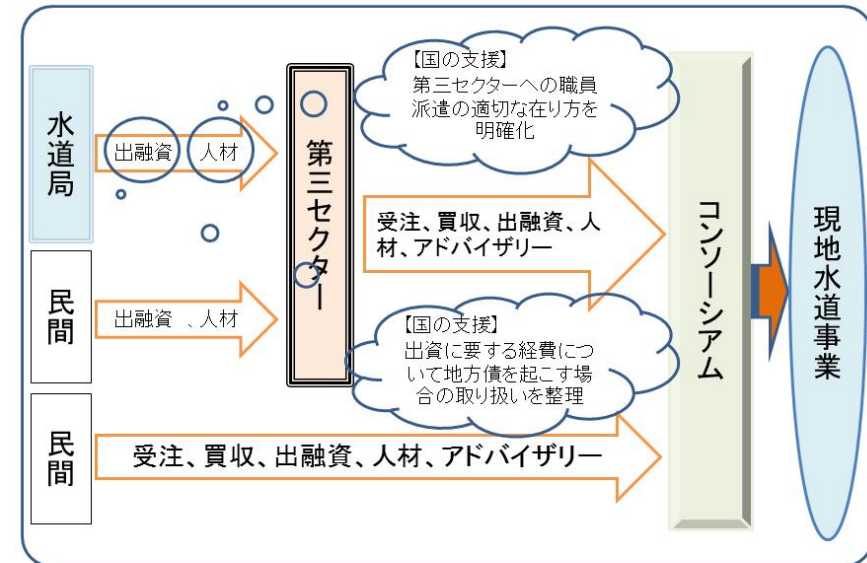 水道局
出融資
人材
第三セクター
【国の支援】
第三セクターへの職員
派遣の適切な在り方を
明確化
受注、買収、出融資、人
材、アドバイザリー
コンソーシアム
現地水道事業
民間
出融資 、人材
【国の支援】
出資に要する経費につ
いて地方債を起こす場
合の取り扱いを整理
民間
受注、買収、出融資、人材、アドバイザリー